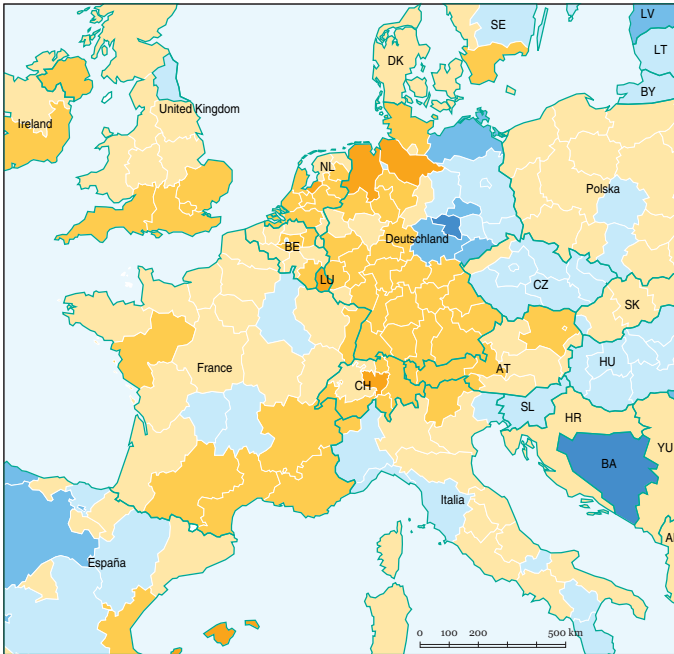 LV
SE
LT
DK
BY
United Kingdom
Ireland
NL
Polska
Deutschland
BE
LU
CZ
SK
France
AT
HU
CH
SL
HR
YU
BA
Italia
España
0 100 200 500 km